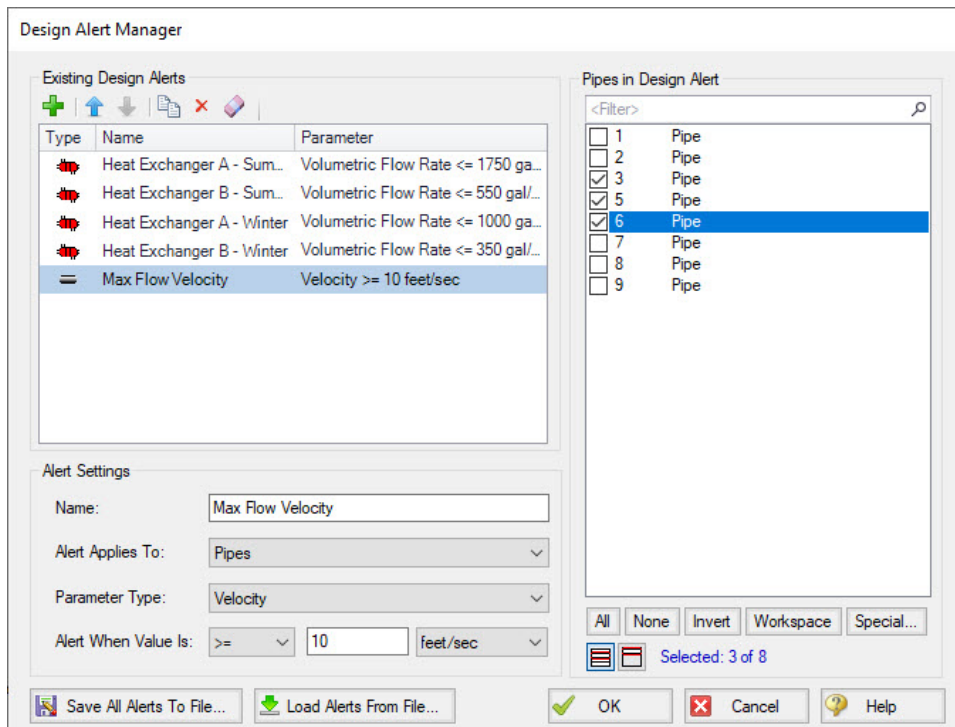 Design Alert Manager
Existing Design Alerts
Type Name Parameter
Heat Exchanger A - Sum... Volumetric Flow Rate <= 1750 ga...
Heat Exchanger B - Sum... Volumetric Flow Rate <= 550 gal/...
Heat Exchanger A - Winter Volumetric Flow Rate <= 1000 ga...
Heat Exchanger B - Winter Volumetric Flow Rate <= 350 gal/...
Max Flow Velocity Velocity >= 10 feet/sec
Alert Settings
Name: Max Flow Velocity
Alert Applies To: Pipes
Parameter Type: Velocity
Alert When Value Is: >= 10 feet/sec
Pipes in Design Alert
<Filter>
1 Pipe
2 Pipe
3 Pipe
5 Pipe
6 Pipe
7 Pipe
8 Pipe
9 Pipe
All None Invert Workspace Special...
Selected: 3 of 8
Save All Alerts To File... Load Alerts From File... OK Cancel Help